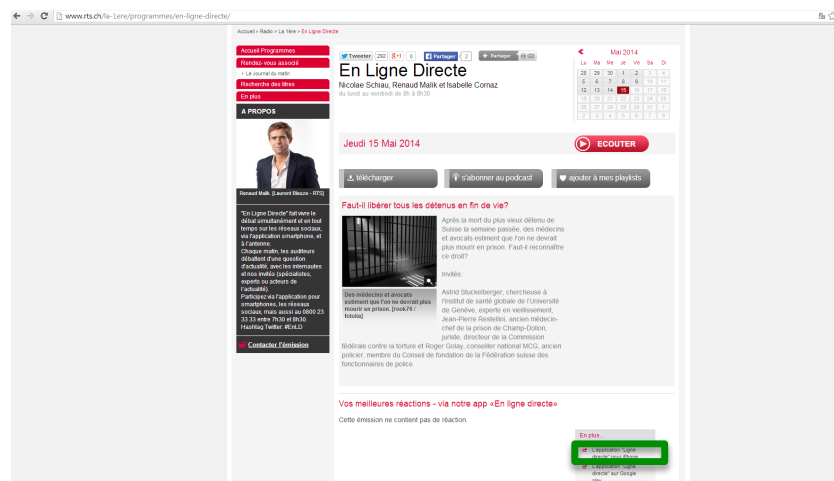 www.rts.ch/la-1ere/programmes/en-ligne-directe/
Accueil > Radio > La 1ère > En Ligne Directe
Accueil Programmes
Rendez-vous associé
› Le Journal du matin
Recherche des titres
En plus
A PROPOS
Renaud Malik. [Laurent Bleuze - RTS]
"En Ligne Directe" fait vivre le
débat simultanément et en tout
temps sur les réseaux sociaux,
via l'application smartphone, et
à l'antenne.
Chaque matin, les auditeurs
débattent d'une question
d'actualité, avec les internautes
et nos invités (spécialistes,
experts ou acteurs de
l'actualité).
Participez via l'application pour
smartphones, les réseaux
sociaux, mais aussi au 0800 23
33 33 entre 7h30 et 8h30.
Hashtag Twitter: #EnLD
Contacter l'émission
Tweeter 292 g+1 0 Partager 2 + Partager
En Ligne Directe
Nicolae Schiau, Renaud Malik et Isabelle Cornaz
du lundi au vendredi de 8h à 8h30
Mai 2014
Lu Ma Me Je Ve Sa Di
28 29 30 1 2 3 4
5 6 7 8 9 10 11
12 13 14 15 16 17 18
19 20 21 22 23 24 25
26 27 28 29 30 31 1
2 3 4 5 6 7 8
Jeudi 15 Mai 2014
ECOUTER
télécharger
s'abonner au podcast
ajouter à mes playlists
Faut-il libérer tous les détenus en fin de vie?
Des médecins et avocats
estiment que l'on ne devrait plus
mourir en prison. [rook76 /
fotolia]
Après la mort du plus vieux détenu de
Suisse la semaine passée, des médecins
et avocats estiment que l'on ne devrait
plus mourir en prison. Faut-il reconnaître
ce droit?
Invités:
Astrid Stuckelberger, chercheuse à
l'Institut de santé globale de l'Université
de Genève, experte en vieillissement,
Jean-Pierre Restellini, ancien médecin-
chef de la prison de Champ-Dollon,
juriste, directeur de la Commission
fédérale contre la torture et Roger Golay, conseiller national MCG, ancien
policier, membre du Conseil de fondation de la Fédération suisse des
fonctionnaires de police.
Vos meilleures réactions - via notre app «En ligne directe»
Cette émission ne contient pas de réaction.
En plus...
L'application "Ligne
directe" pour iPhone
L'application "Ligne
directe" sur Google
play